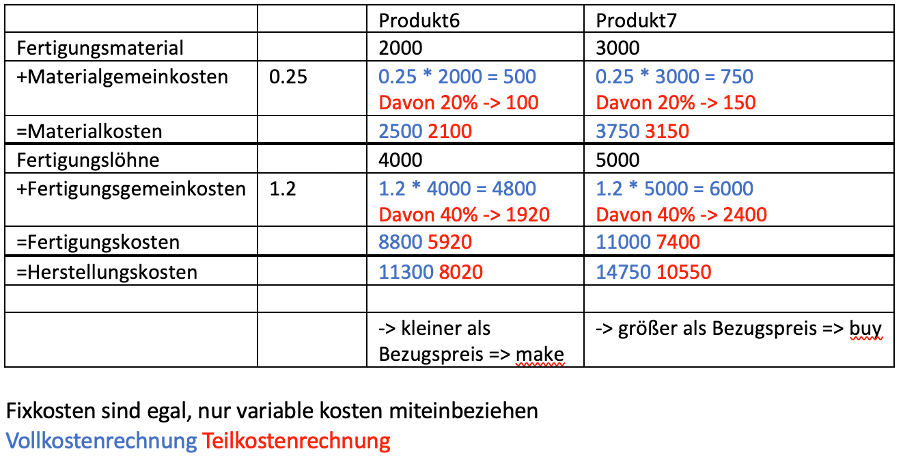 Produkt6 Produkt7
Fertigungsmaterial 2000 3000
+Materialgemeinkosten 0.25 0.25 * 2000 = 500 0.25 * 3000 = 750
Davon 20% -> 100 Davon 20% -> 150
=Materialkosten 2500 2100 3750 3150
Fertigungslöhne 4000 5000
+Fertigungsgemeinkosten 1.2 1.2 * 4000 = 4800 1.2 * 5000 = 6000
Davon 40% -> 1920 Davon 40% -> 2400
=Fertigungskosten 8800 5920 11000 7400
=Herstellungskosten 11300 8020 14750 10550
-> kleiner als -> größer als Bezugspreis => buy
Bezugspreis => make
Fixkosten sind egal, nur variable kosten miteinbeziehen
Vollkostenrechnung Teilkostenrechnung